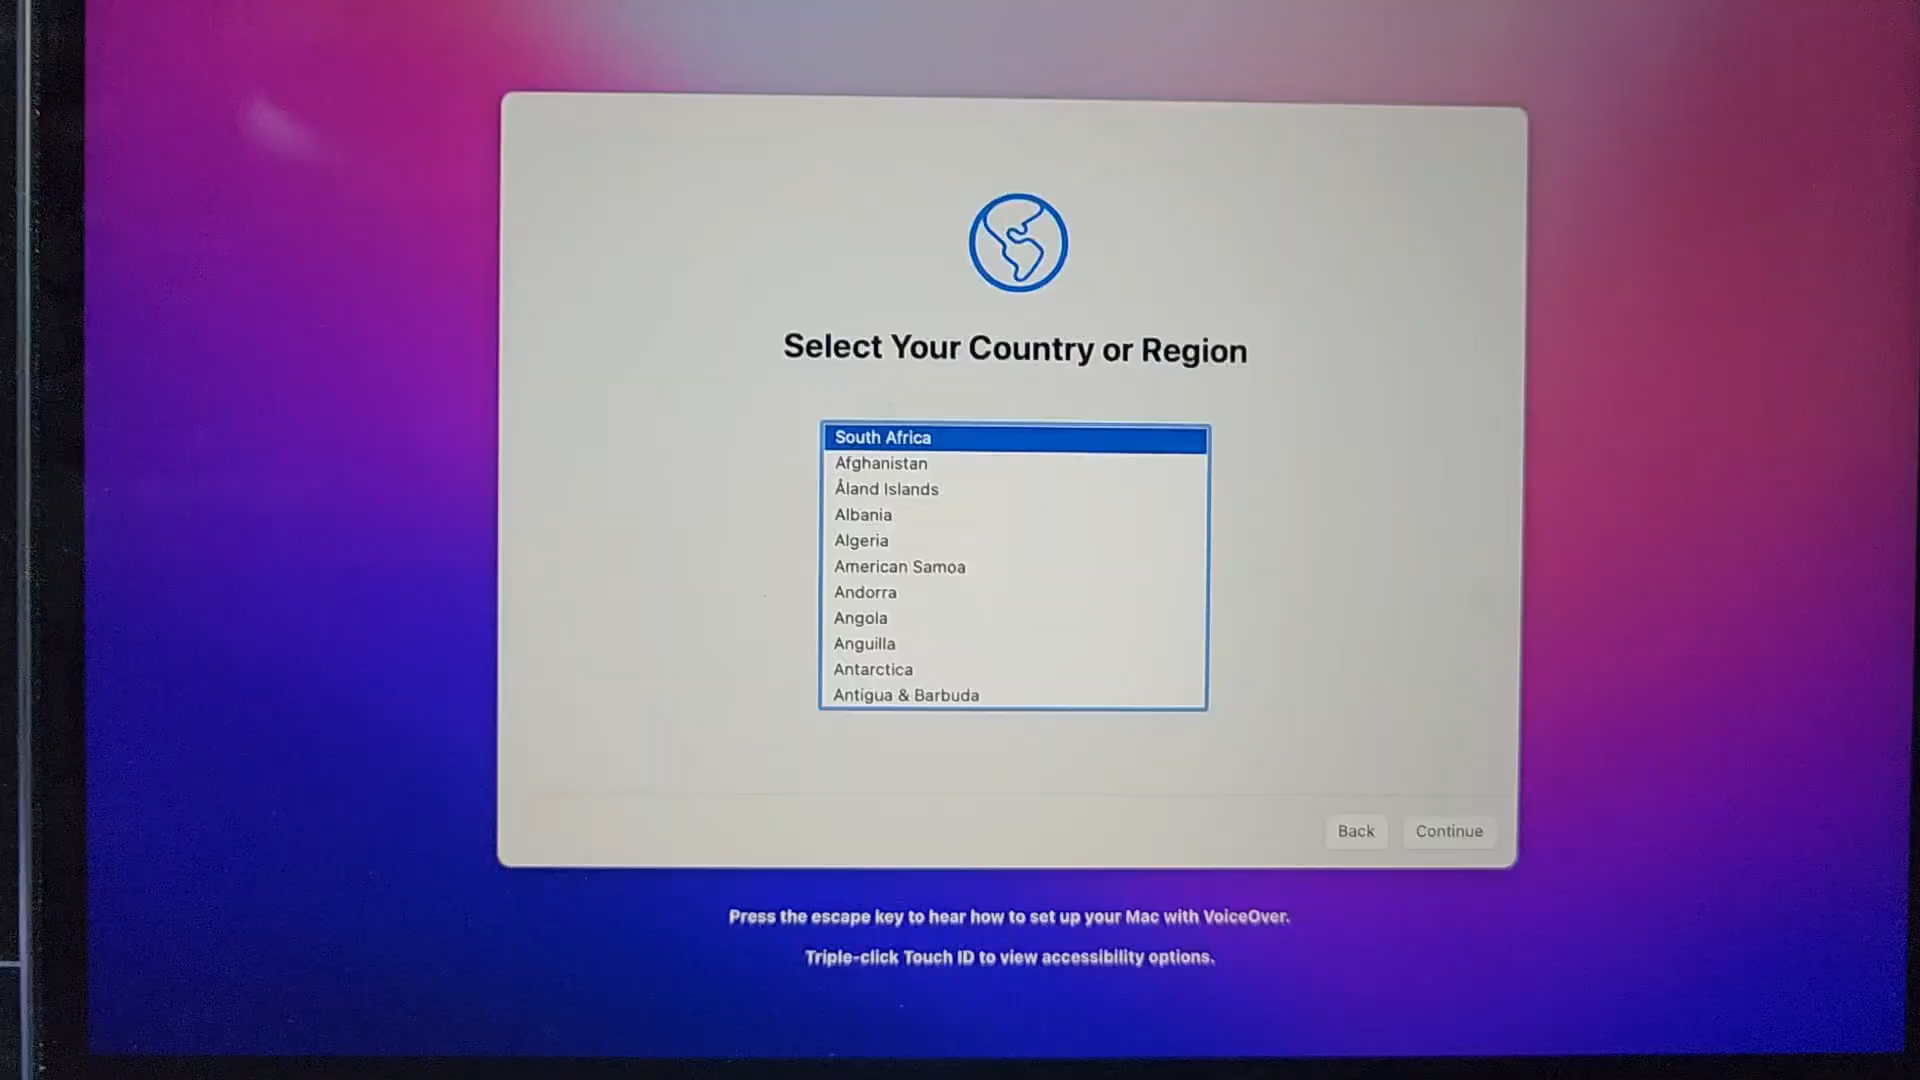 Select Your Country or Region
South Africa
Afghanistan
Åland Islands
Albania
Algeria
American Samoa
Andorra
Angola
Anguilla
Antarctica
Antigua & Barbuda
Back
Continue
Press the escape key to hear how to set up your Mac with VoiceOver.
Triple-click Touch ID to view accessibility options.